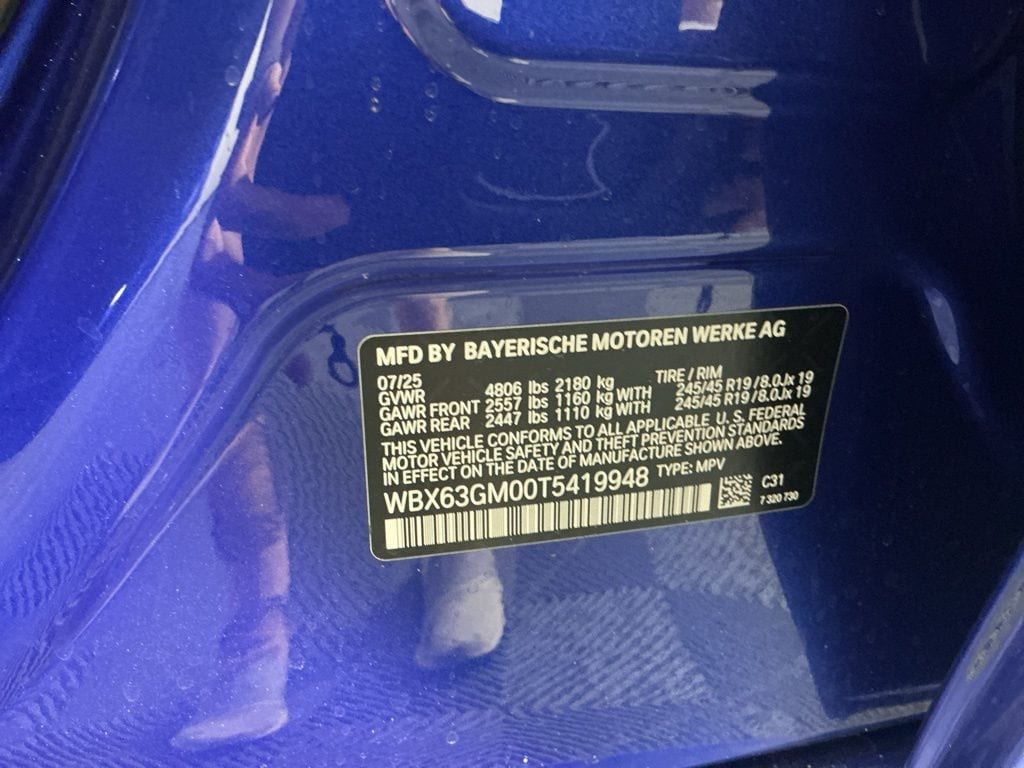 MFD BY BAYERISCHE MOTOREN WERKE AG
07/25 TIRE / RIM
GVWR 4806 lbs 2180 kg
GAWR FRONT 2557 lbs 1160 kg WITH 245/45 R19/8.0Jx 19
GAWR REAR 2447 lbs 1110 kg WITH 245/45 R19/8.0Jx 19
THIS VEHICLE CONFORMS TO ALL APPLICABLE U. S. FEDERAL
MOTOR VEHICLE SAFETY AND THEFT PREVENTION STANDARDS
IN EFFECT ON THE DATE OF MANUFACTURE SHOWN ABOVE.
WBX63GM00T5419948 TYPE: MPV
C31
7 320 730